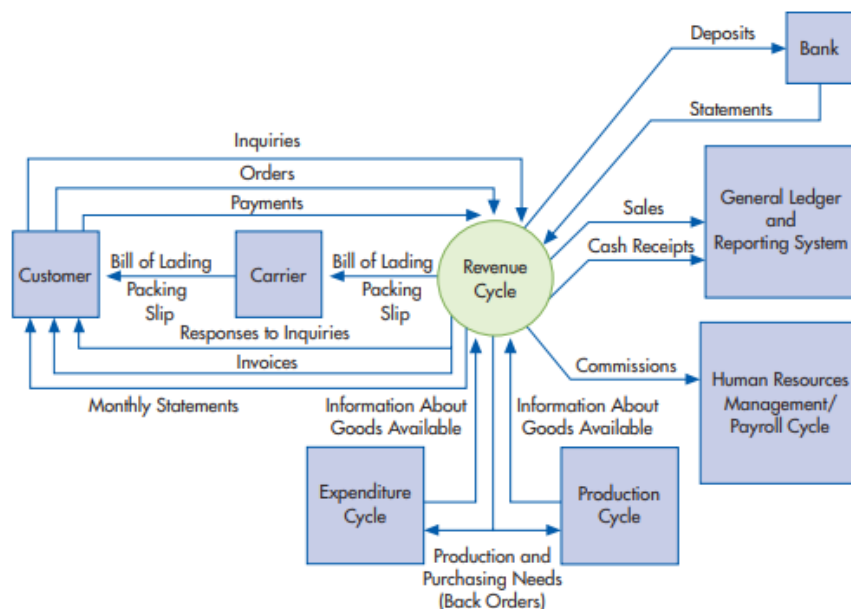 Deposits
Bank
Statements
Inquiries
Orders
Payments
Sales
General Ledger
and
Reporting System
Cash Receipts
Customer
Bill of Lading
Packing
Slip
Carrier
Bill of Lading
Packing
Slip
Revenue
Cycle
Responses to Inquiries
Invoices
Monthly Statements
Commissions
Human Resources
Management/
Payroll Cycle
Information About
Goods Available
Information About
Goods Available
Expenditure
Cycle
Production
Cycle
Production and
Purchasing Needs
(Back Orders)